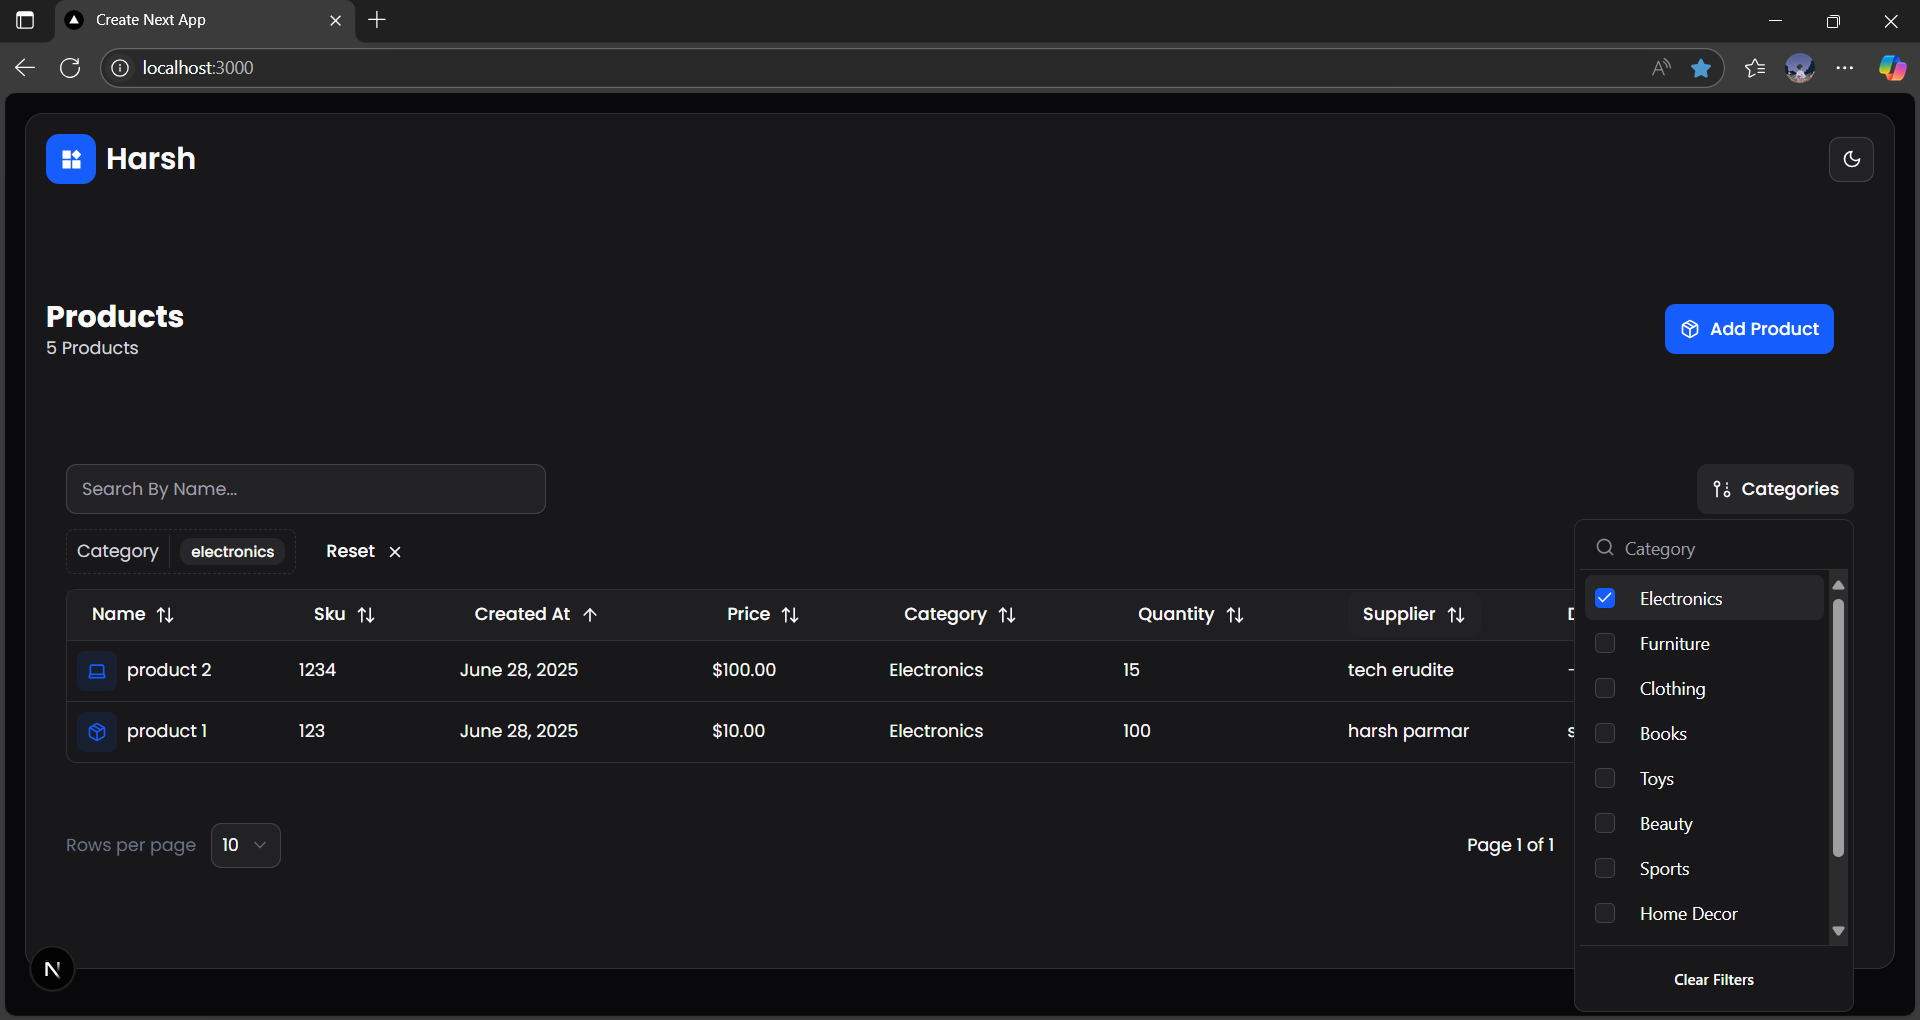 Create Next App
localhost:3000
Harsh
Products
5 Products
Add Product
Search By Name...
Categories
Category electronics Reset
Category
Name Sku Created At Price Category Quantity Supplier D
product 2 1234 June 28, 2025 $100.00 Electronics 15 tech erudite -
product 1 123 June 28, 2025 $10.00 Electronics 100 harsh parmar s
Electronics
Furniture
Clothing
Books
Toys
Beauty
Sports
Home Decor
Clear Filters
Rows per page 10 Page 1 of 1
N